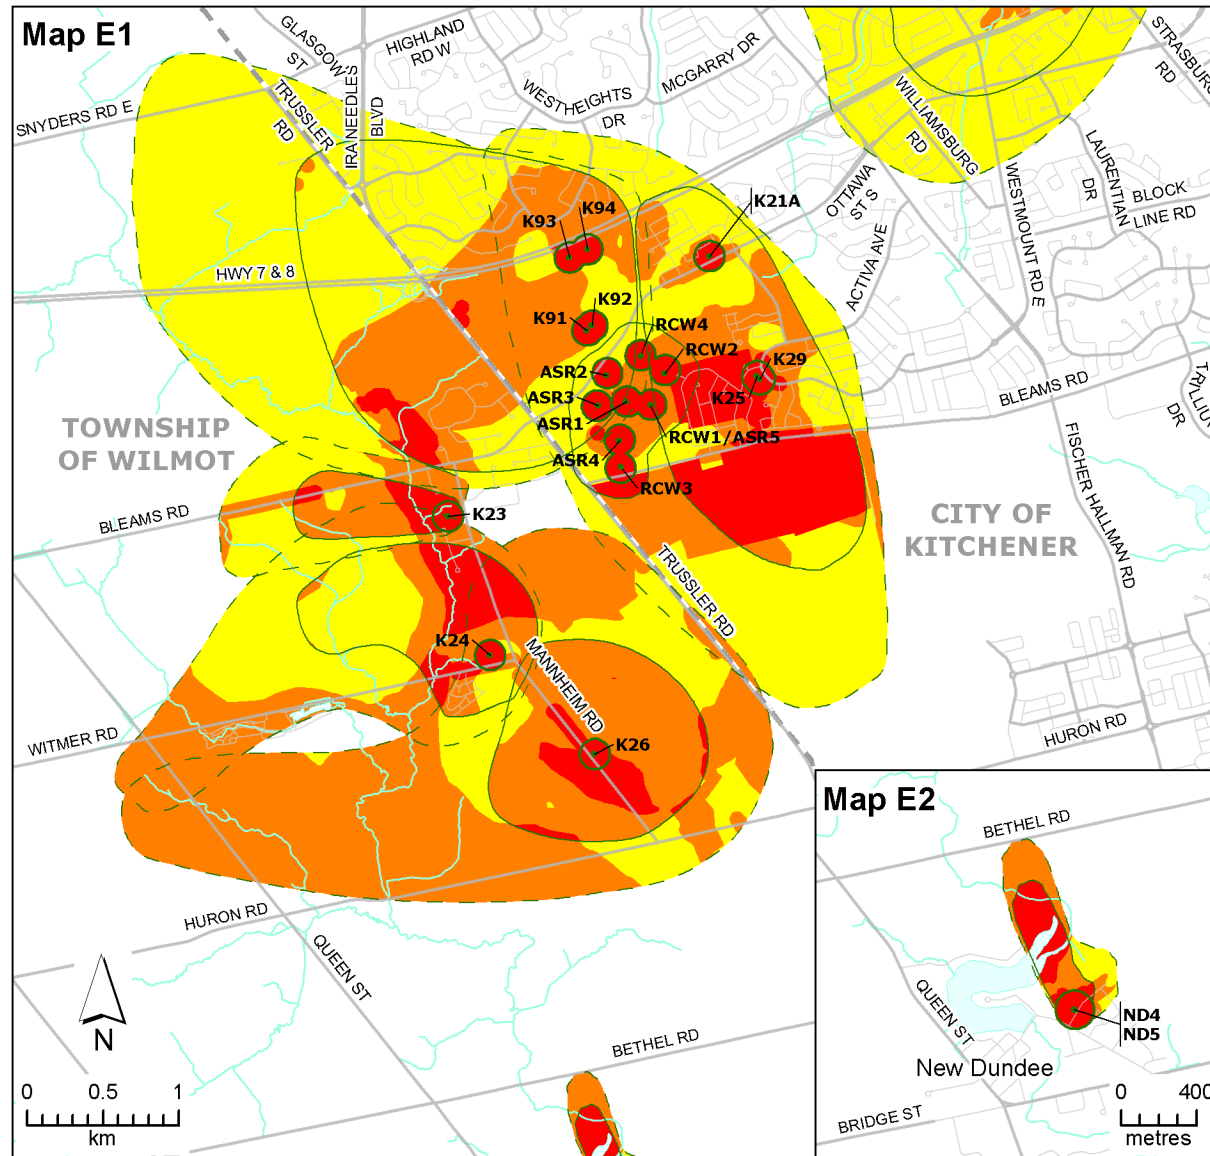 Map E1
GLASGOW
ST
HIGHLAND
RD W
MCGARRY DR
STRASBURG
RD
SNYDERS RD E
TRUSSLER
RD
IRA NEEDLES
BLVD
WESTHEIGHTS
DR
WILLIAMSBURG
RD
LAURENTIAN
DR
WESTMOUNT RD E
BLOCK
LINE RD
OTTAWA
ST S
K21A
K94
K93
HWY 7 & 8
ACTIVA AVE
K92
K91
RCW4
RCW2
K29
ASR2
K25
BLEAMS RD
TRILLIUM
DR
ASR3
ASR1
RCW1/ASR5
TOWNSHIP
OF WILMOT
ASR4
RCW3
FISCHER HALLMAN RD
BLEAMS RD
K23
CITY OF
KITCHENER
TRUSSLER RD
K24
MANNHEIM RD
WITMER RD
K26
HURON RD
HURON RD
QUEEN ST
N
BETHEL RD
0 0.5 1
km
Map E2
BETHEL RD
QUEEN ST
ND4
ND5
New Dundee
BRIDGE ST
0 400
metres